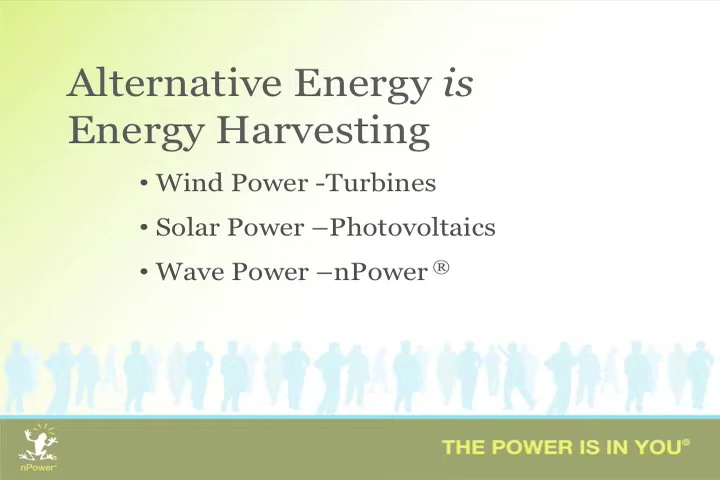 Alternative Energy is
Energy Harvesting
• Wind Power -Turbines
• Solar Power –Photovoltaics
• Wave Power –nPower ®
THE POWER IS IN YOU®
nPower™